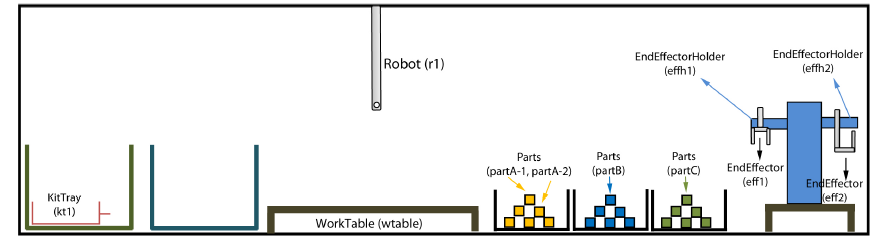 EndEffectorHolder
(effh2)
EndEffectorHolder
(effh1)
Robot (r1)
Parts
(partA-1, partA-2)
Parts
(partB)
Parts
(partC)
EndEffector
(eff1)
EndEffector
(eff2)
KitTray
(kt1)
WorkTable (wtable)